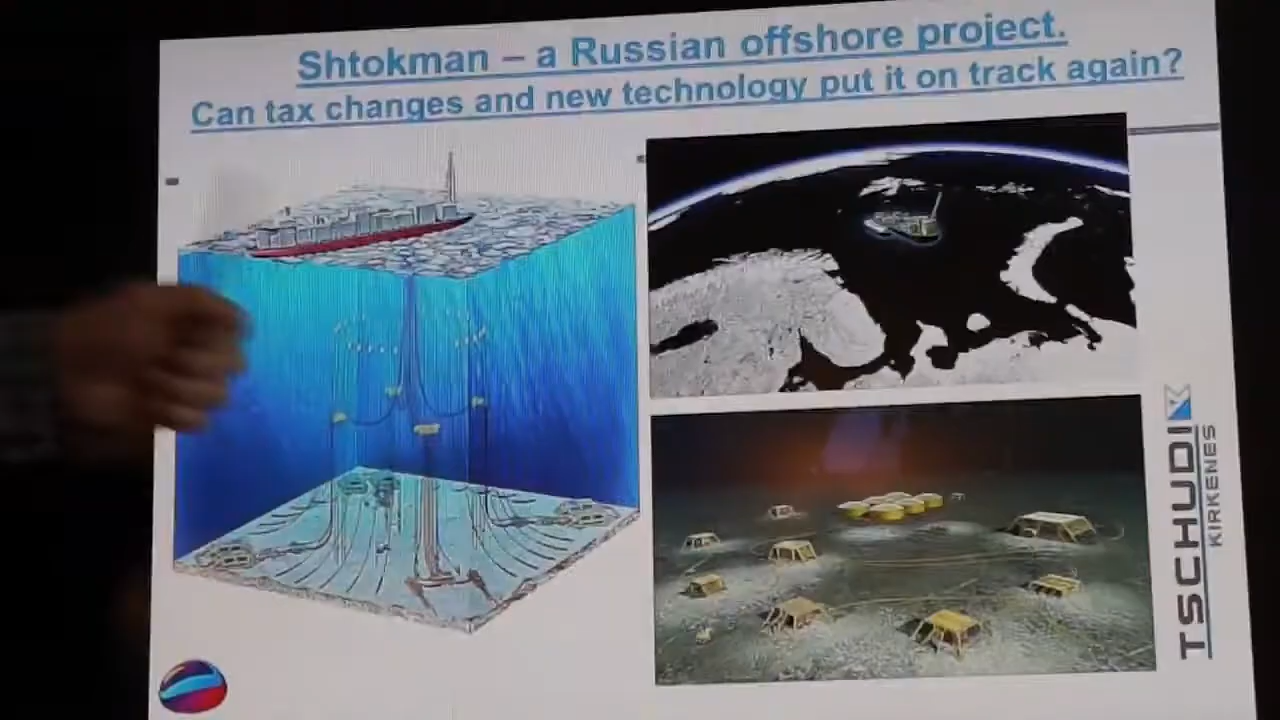 Shtokman – a Russian offshore project.
Can tax changes and new technology put it on track again?
TSCHUDI
KIRKENES